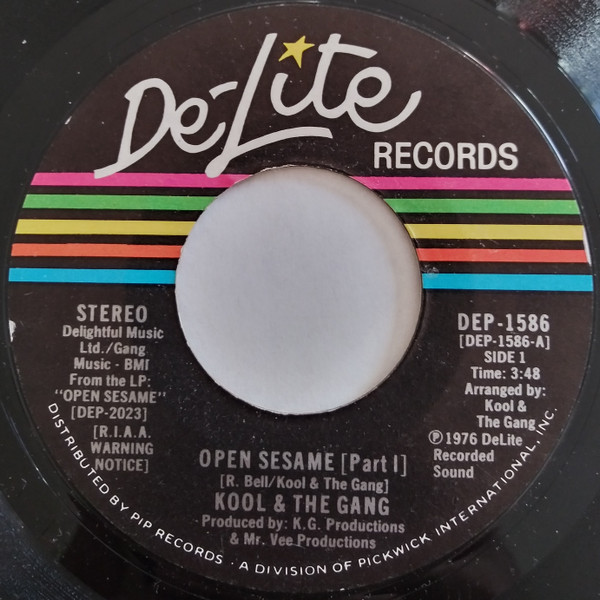 De-Lite
RECORDS
STEREO
Delightful Music
Ltd./Gang
Music - BMI
From the LP:
"OPEN SESAME"
[DEP-2023]
[R.I.A.A.
WARNING
NOTICE]
DEP-1586
[DEP-1586-A]
SIDE 1
Time: 3:48
Arranged by:
Kool &
The Gang
℗ 1976 DeLite
Recorded
Sound
OPEN SESAME [Part I]
[R. Bell/Kool & The Gang]
KOOL & THE GANG
Produced by: K.G. Productions
& Mr. Vee Productions
DISTRIBUTED BY PIP RECORDS · A DIVISION OF PICKWICK INTERNATIONAL, INC.